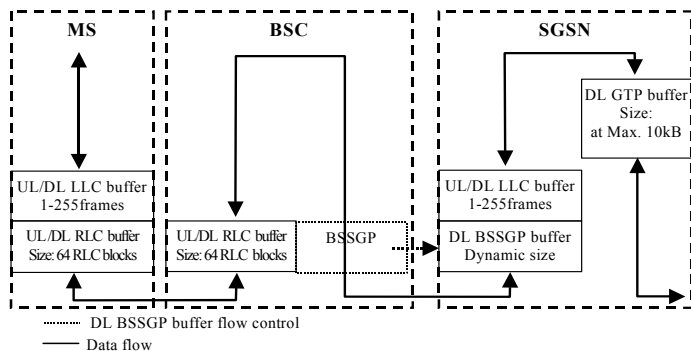 MS
BSC
SGSN
DL GTP buffer
Size:
at Max. 10kB
UL/DL LLC buffer
1-255frames
UL/DL RLC buffer
Size: 64 RLC blocks
UL/DL RLC buffer
Size: 64 RLC blocks
BSSGP
UL/DL LLC buffer
1-255frames
DL BSSGP buffer
Dynamic size
DL BSSGP buffer flow control
Data flow